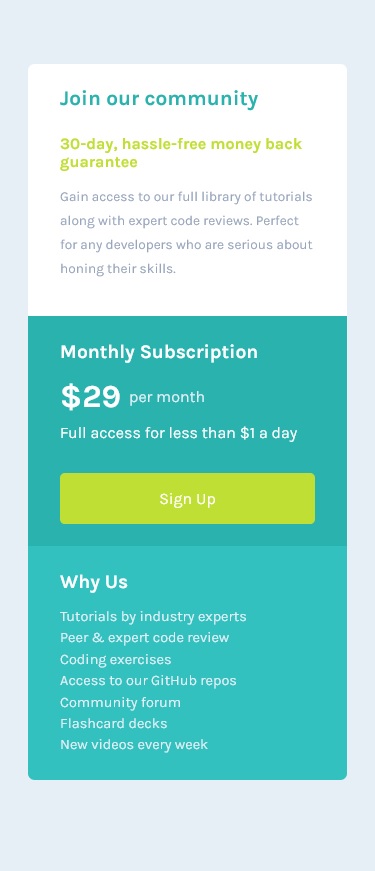 Join our community
30-day, hassle-free money back
guarantee
Gain access to our full library of tutorials
along with expert code reviews. Perfect
for any developers who are serious about
honing their skills.
Monthly Subscription
$29 per month
Full access for less than $1 a day
Sign Up
Why Us
Tutorials by industry experts
Peer & expert code review
Coding exercises
Access to our GitHub repos
Community forum
Flashcard decks
New videos every week